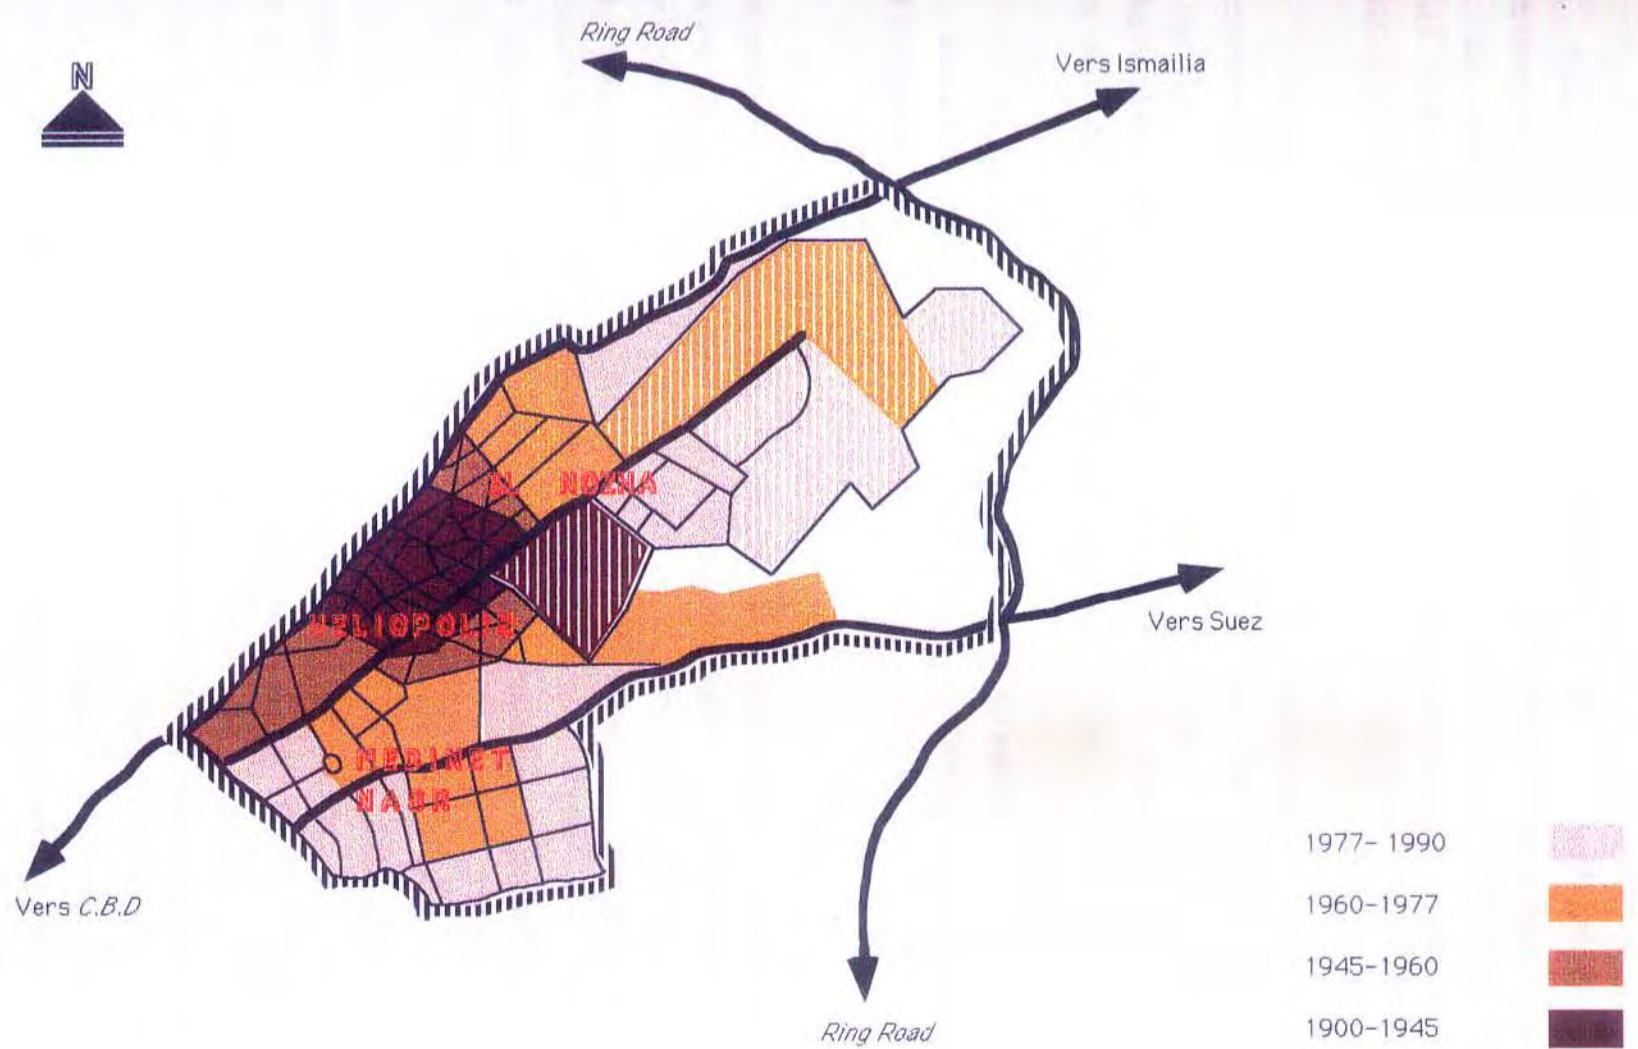 Ring Road
Vers Ismailia
N
EL NOZHA
HELIOPOLIS
Vers Suez
MEDINET
NASR
Vers C.B.D
1977- 1990
1960-1977
1945-1960
1900-1945
Ring Road